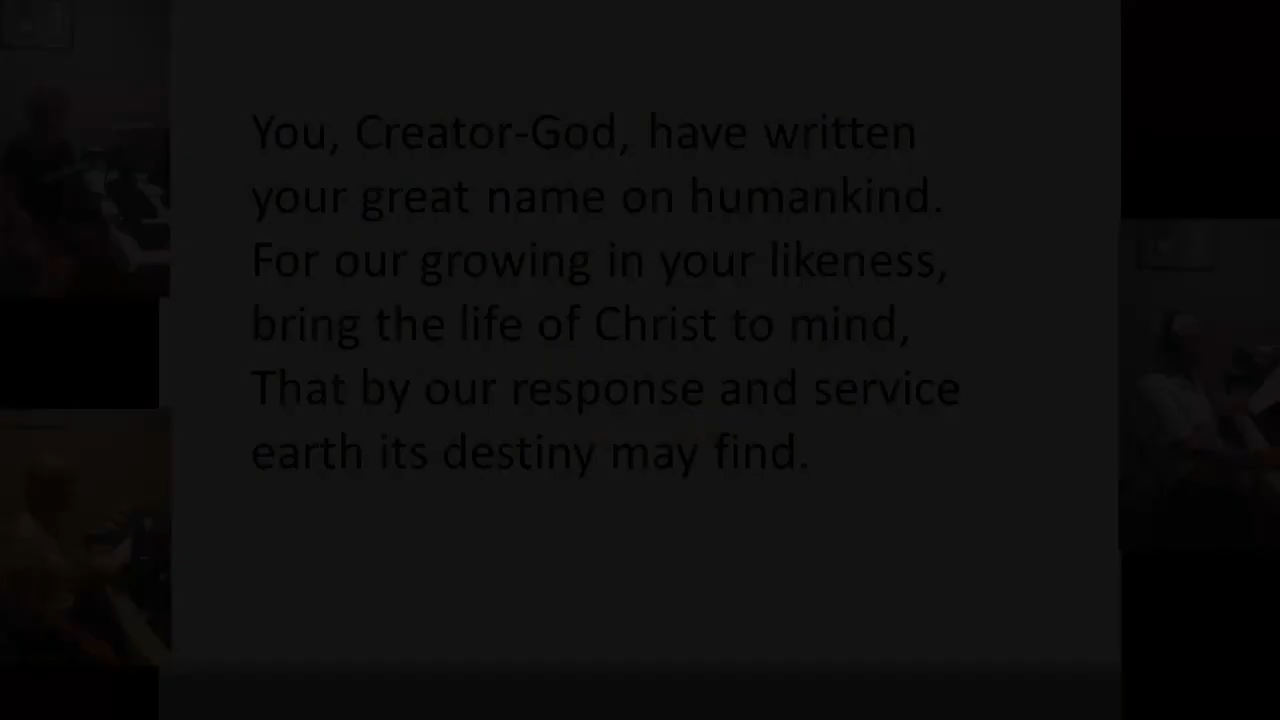 You, Creator-God, have written
your great name on humankind.
For our growing in your likeness,
bring the life of Christ to mind,
That by our response and service
earth its destiny may find.